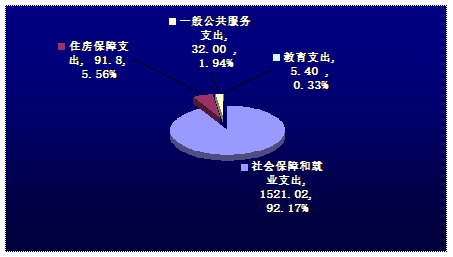 一般公共服务
支出,
32.00 ,
1.94%
住房保障支
出, 91.8,
5.56%
教育支出,
5.40 ,
0.33%
社会保障和就
业支出,
1521.02,
92.17%